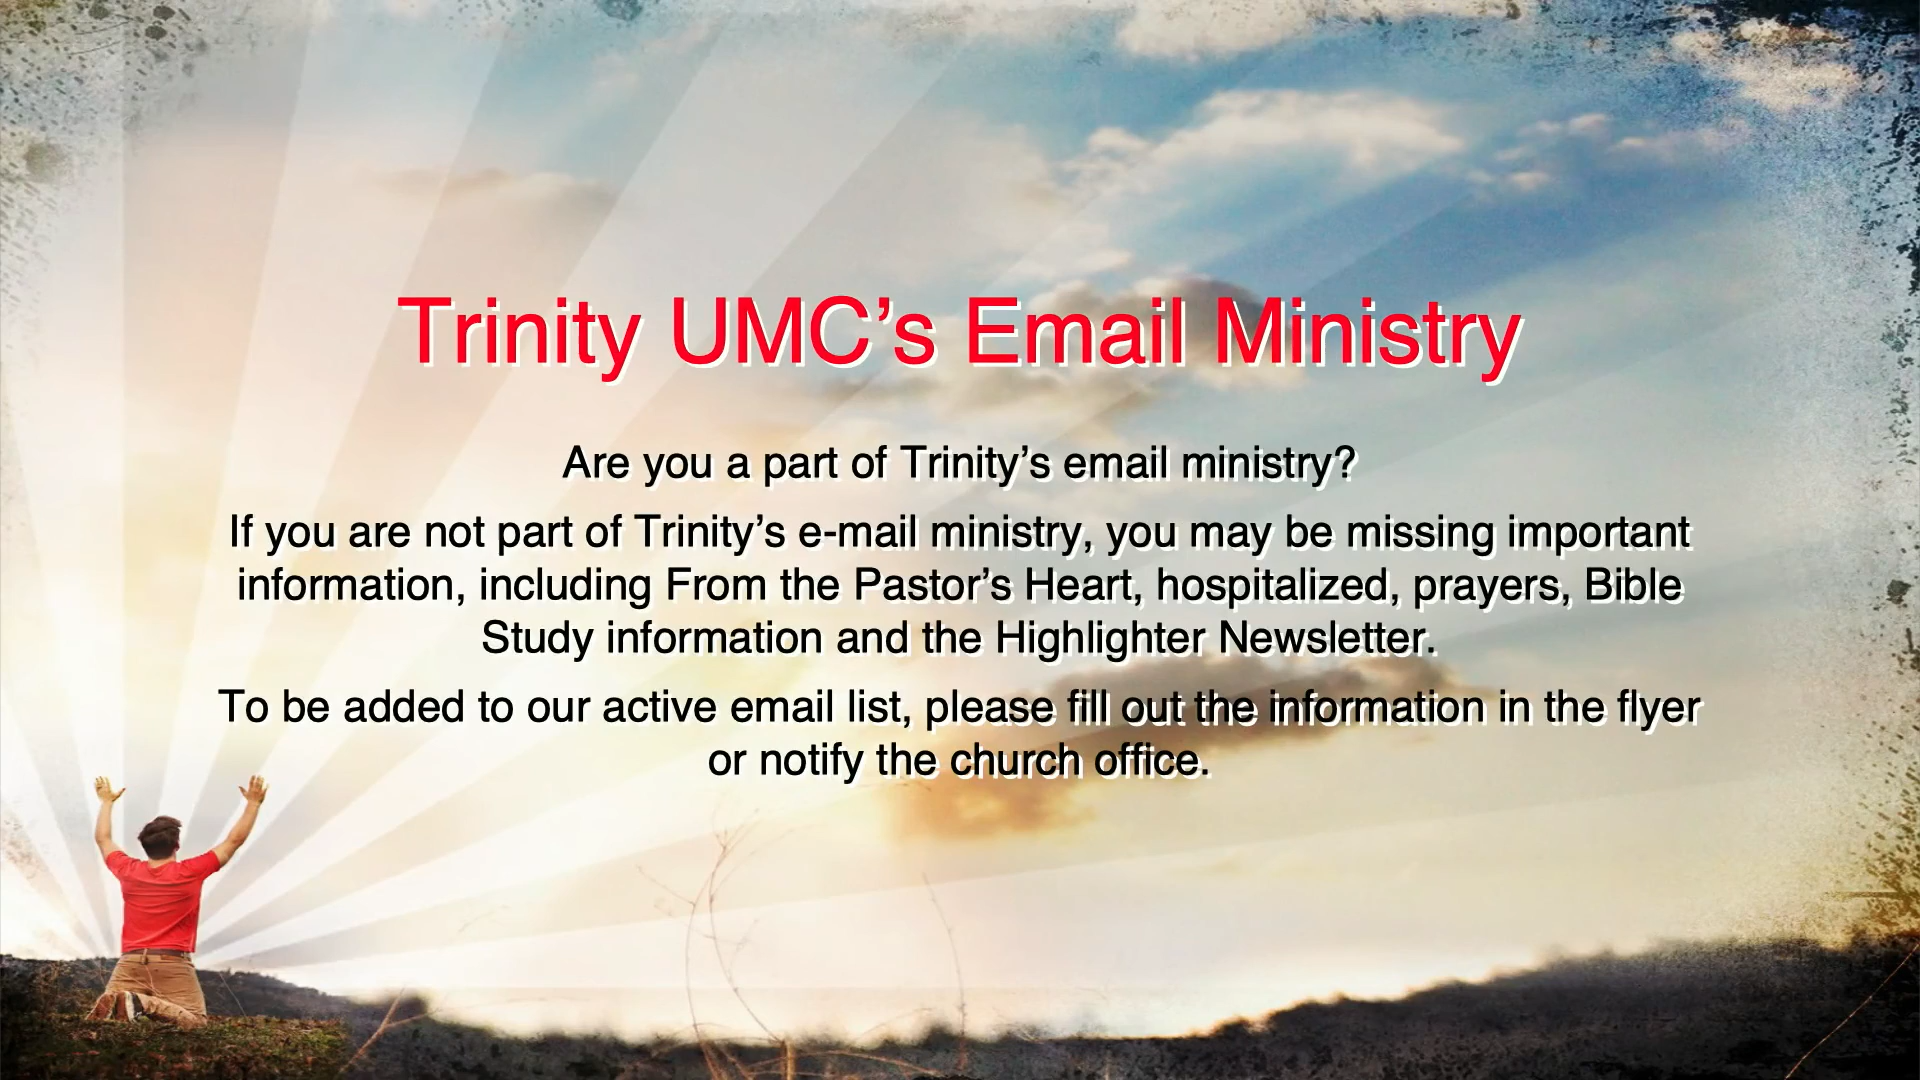 Trinity UMC’s Email Ministry
Are you a part of Trinity’s email ministry?
If you are not part of Trinity’s e-mail ministry, you may be missing important
information, including From the Pastor’s Heart, hospitalized, prayers, Bible
Study information and the Highlighter Newsletter.
To be added to our active email list, please fill out the information in the flyer
or notify the church office.